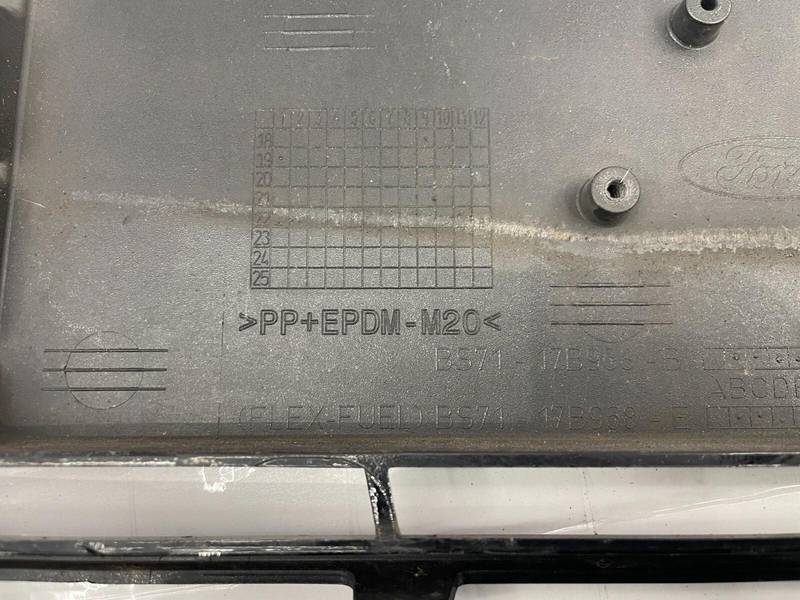 1 2 3 4 5 6 7 8 9 10 11 12
18
19
20
21
22
23
24
25
Ford
>PP+EPDM-M20<
BS71 - 17B968 - B
ABCDE
(FLEX-FUEL) BS71 - 17B968 - E